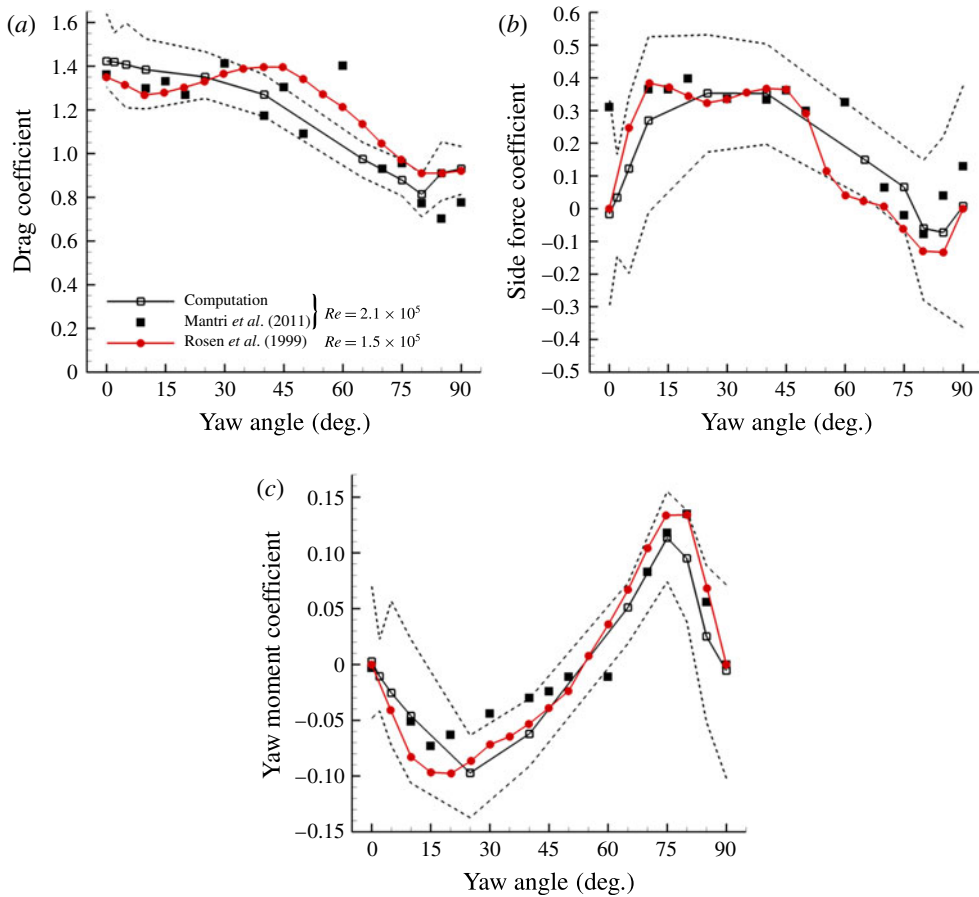 (a)
1.6
1.4
1.2
1.0
0.8
0.6
0.4
0.2
0
Drag coefficient
Computation
Mantri et al. (2011)
Re = 2.1 × 10⁵
Rosen et al. (1999) Re = 1.5 × 10⁵
0 15 30 45 60 75 90
Yaw angle (deg.)
(b)
0.6
0.5
0.4
0.3
0.2
0.1
0
−0.1
−0.2
−0.3
−0.4
−0.5
Side force coefficient
0 15 30 45 60 75 90
Yaw angle (deg.)
(c)
0.15
0.10
0.05
0
−0.05
−0.10
−0.15
Yaw moment coefficient
0 15 30 45 60 75 90
Yaw angle (deg.)